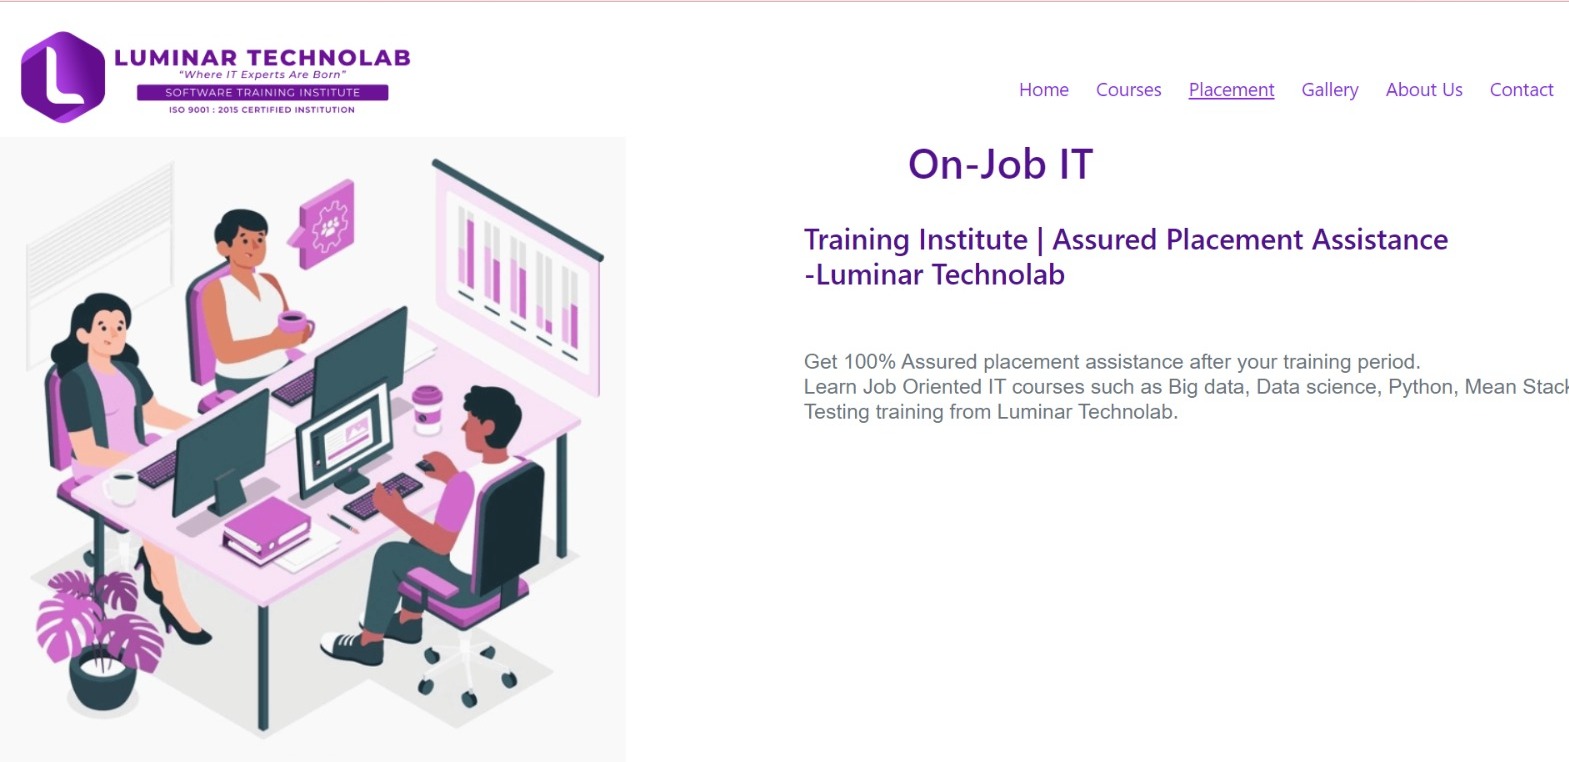 LUMINAR TECHNOLAB
"Where IT Experts Are Born"
SOFTWARE TRAINING INSTITUTE
ISO 9001 : 2015 CERTIFIED INSTITUTION
Home Courses Placement Gallery About Us Contact
On-Job IT
Training Institute | Assured Placement Assistance
-Luminar Technolab
Get 100% Assured placement assistance after your training period.
Learn Job Oriented IT courses such as Big data, Data science, Python, Mean Stack
Testing training from Luminar Technolab.